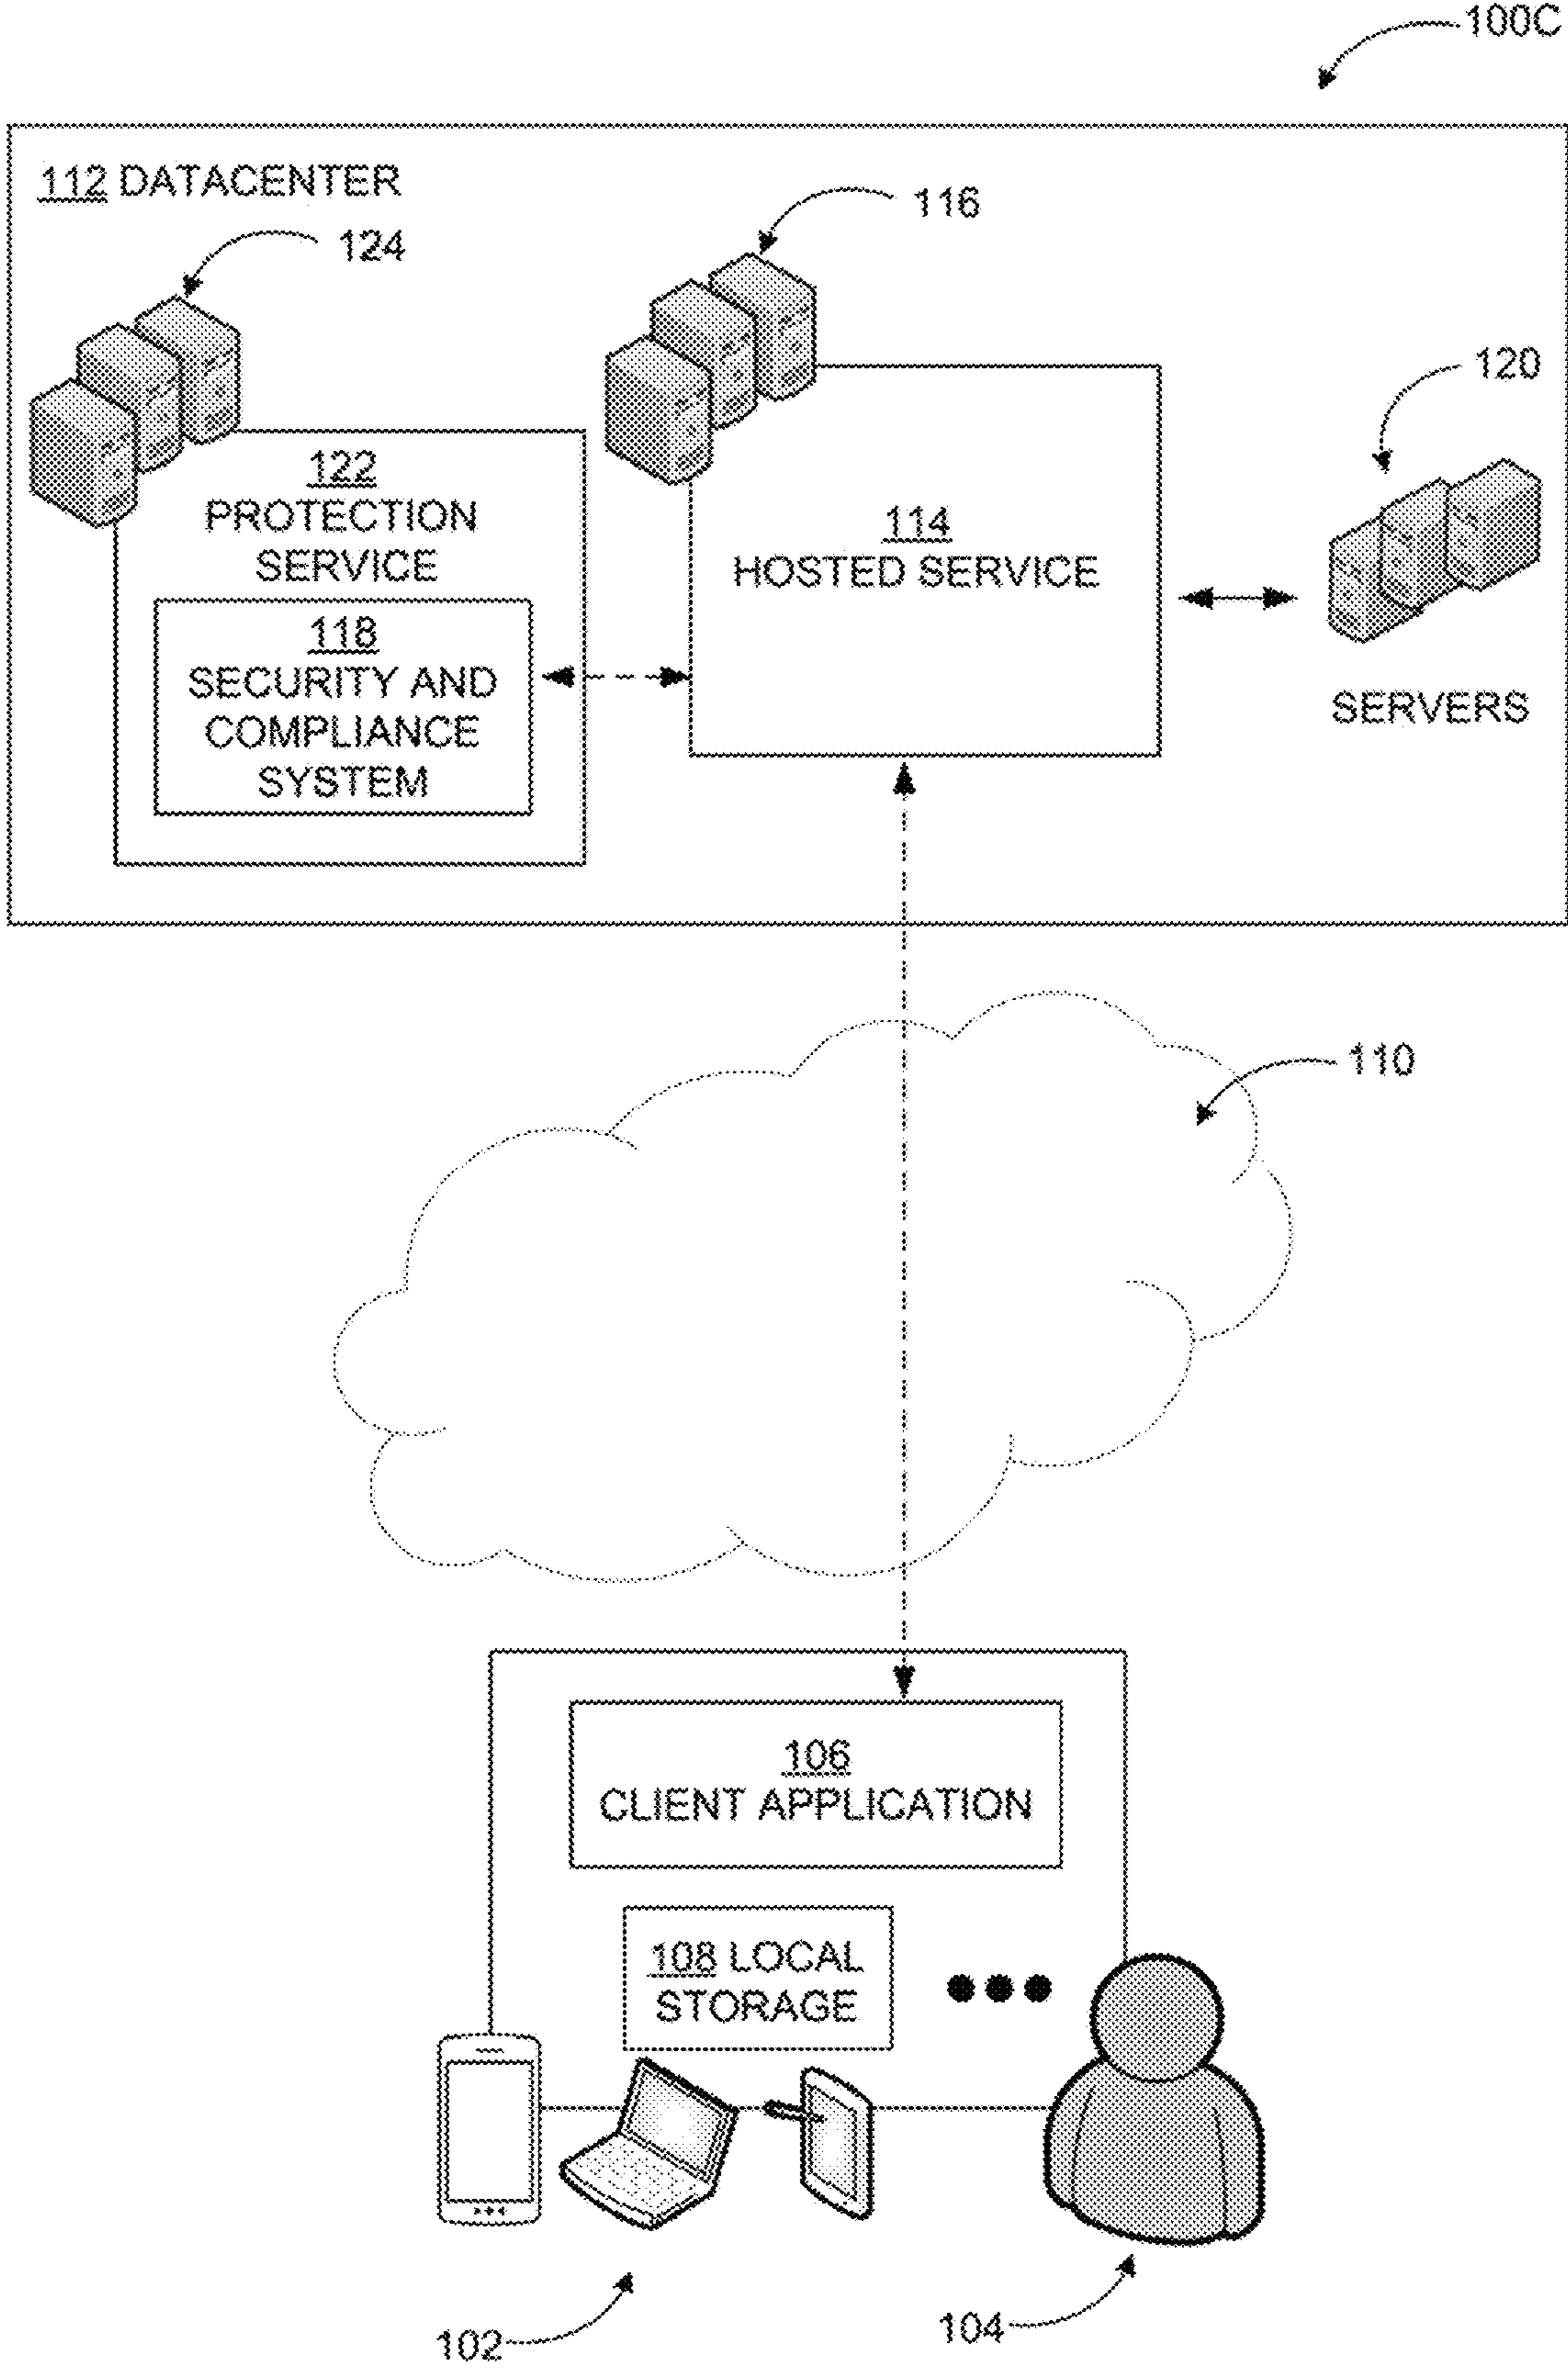 100C
112 DATACENTER
124
116
120
122
PROTECTION
SERVICE
118
SECURITY AND
COMPLIANCE
SYSTEM
114
HOSTED SERVICE
SERVERS
110
106
CLIENT APPLICATION
108 LOCAL
STORAGE
102
104